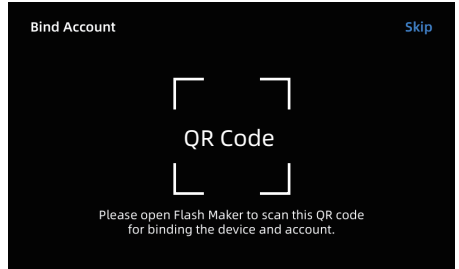 Bind Account
Skip
QR Code
Please open Flash Maker to scan this QR code
for binding the device and account.